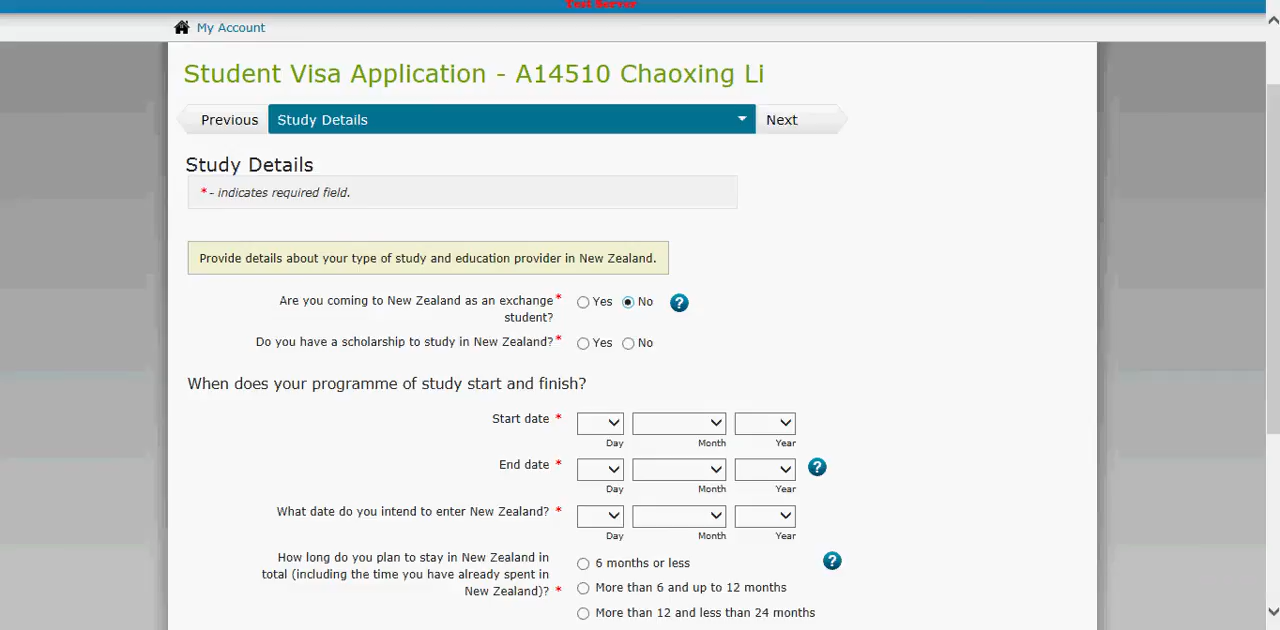 Test Server
My Account
Student Visa Application - A14510 Chaoxing Li
Previous Study Details Next
Study Details
* - indicates required field.
Provide details about your type of study and education provider in New Zealand.
Are you coming to New Zealand as an exchange * Yes No ?
student?
Do you have a scholarship to study in New Zealand? * Yes No
When does your programme of study start and finish?
Start date *
Day Month Year
End date * ?
Day Month Year
What date do you intend to enter New Zealand? *
Day Month Year
How long do you plan to stay in New Zealand in 6 months or less ?
total (including the time you have already spent in
New Zealand)? * More than 6 and up to 12 months
More than 12 and less than 24 months